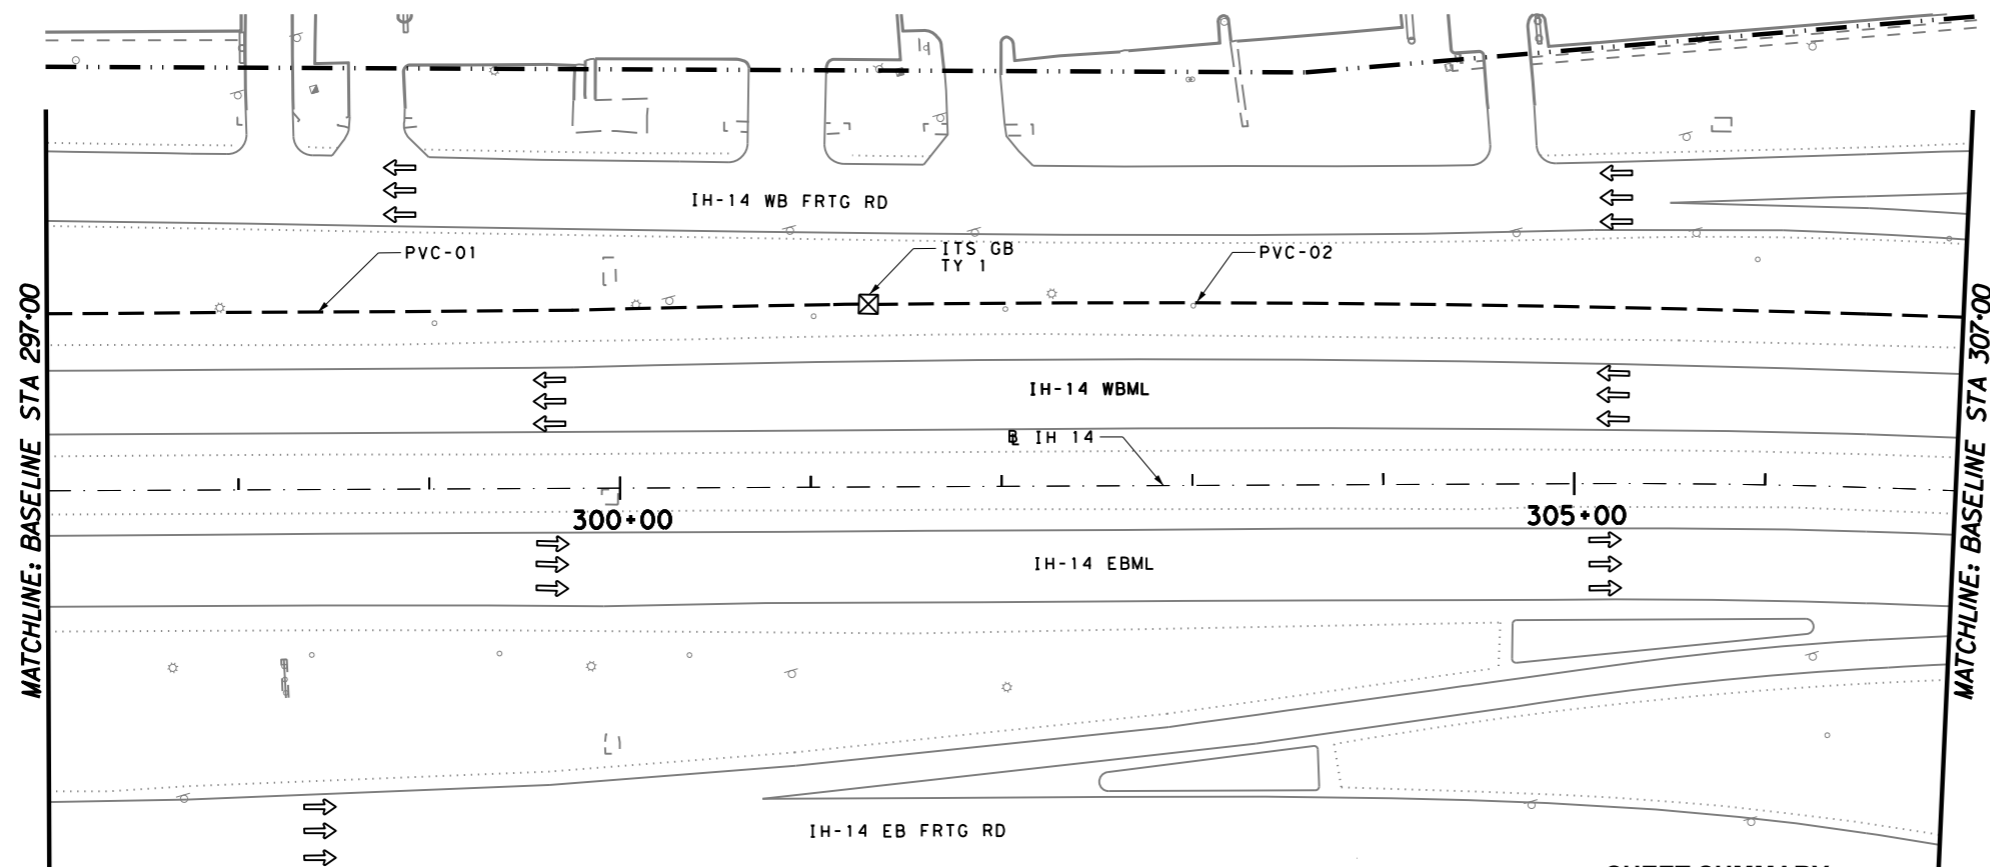 IH-14 WB FRTG RD
PVC-01
ITS GB
TY 1
PVC-02
MATCHLINE: BASELINE STA 297+00
MATCHLINE: BASELINE STA 307+00
IH-14 WBML
BL IH 14
300+00
305+00
IH-14 EBML
IH-14 EB FRTG RD